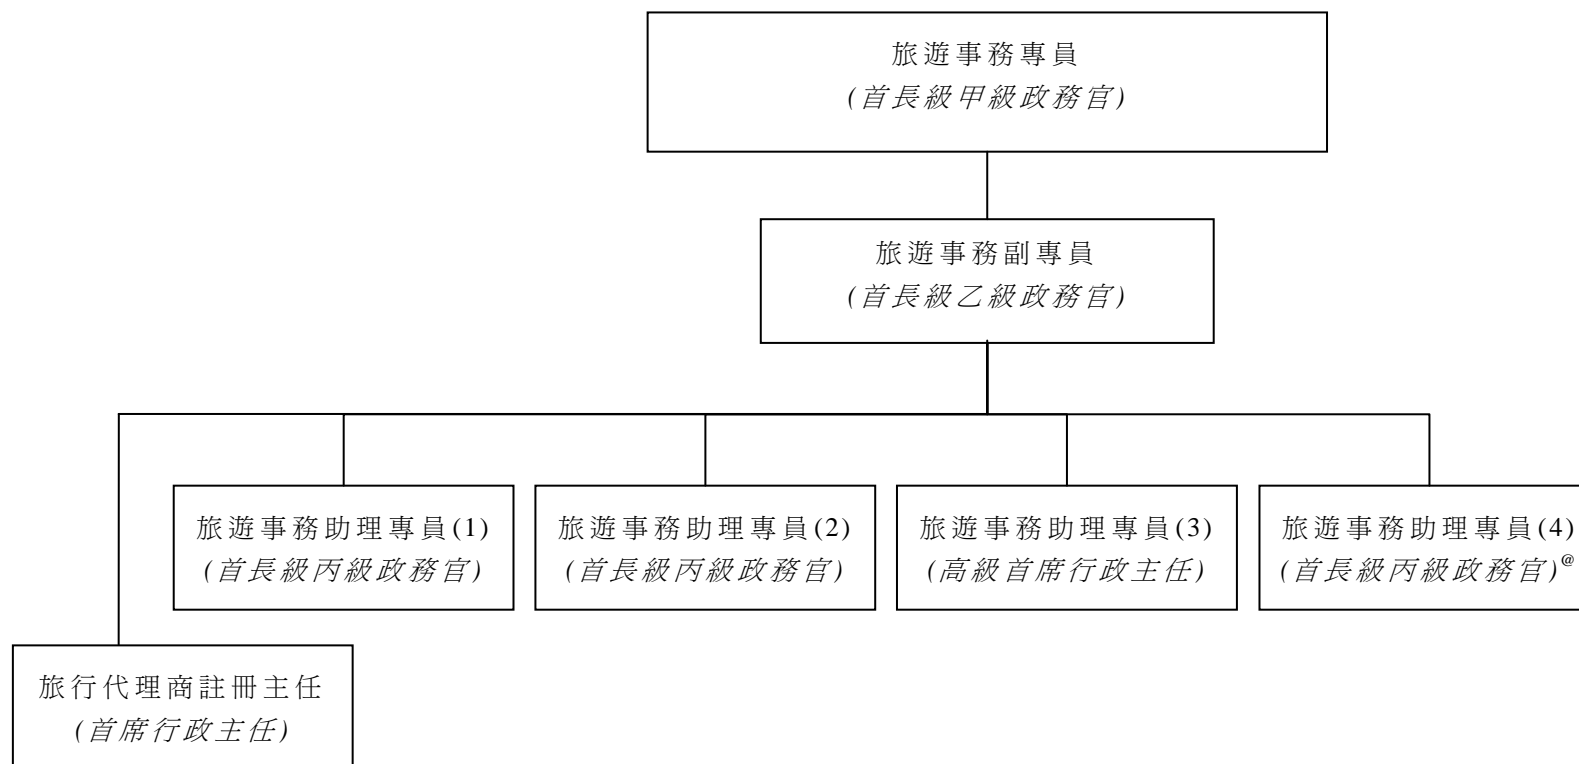 旅遊事務專員
(首長級甲級政務官)
旅遊事務副專員
(首長級乙級政務官)
旅遊事務助理專員(1)
(首長級丙級政務官)
旅遊事務助理專員(2)
(首長級丙級政務官)
旅遊事務助理專員(3)
(高級首席行政主任)
旅遊事務助理專員(4)
(首長級丙級政務官)@
旅行代理商註冊主任
(首席行政主任)